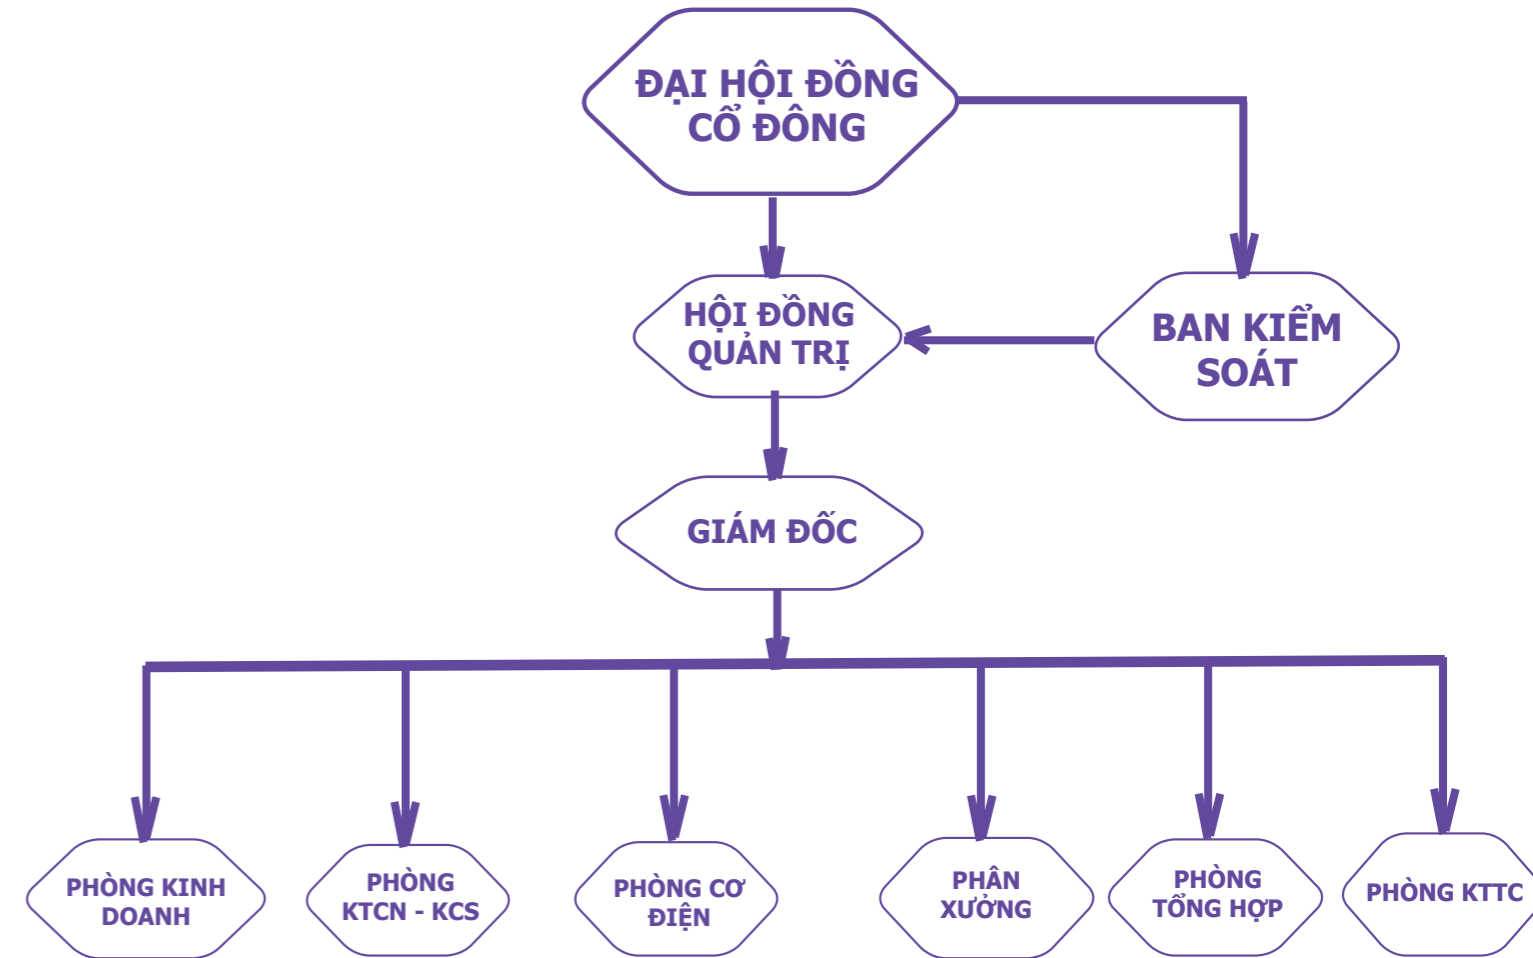 ĐẠI HỘI ĐỒNG
CỔ ĐÔNG
HỘI ĐỒNG
QUẢN TRỊ
BAN KIỂM
SOÁT
GIÁM ĐỐC
PHÒNG KINH
DOANH
PHÒNG
KTCN - KCS
PHÒNG CƠ
ĐIỆN
PHÂN
XƯỞNG
PHÒNG
TỔNG HỢP
PHÒNG KTTC